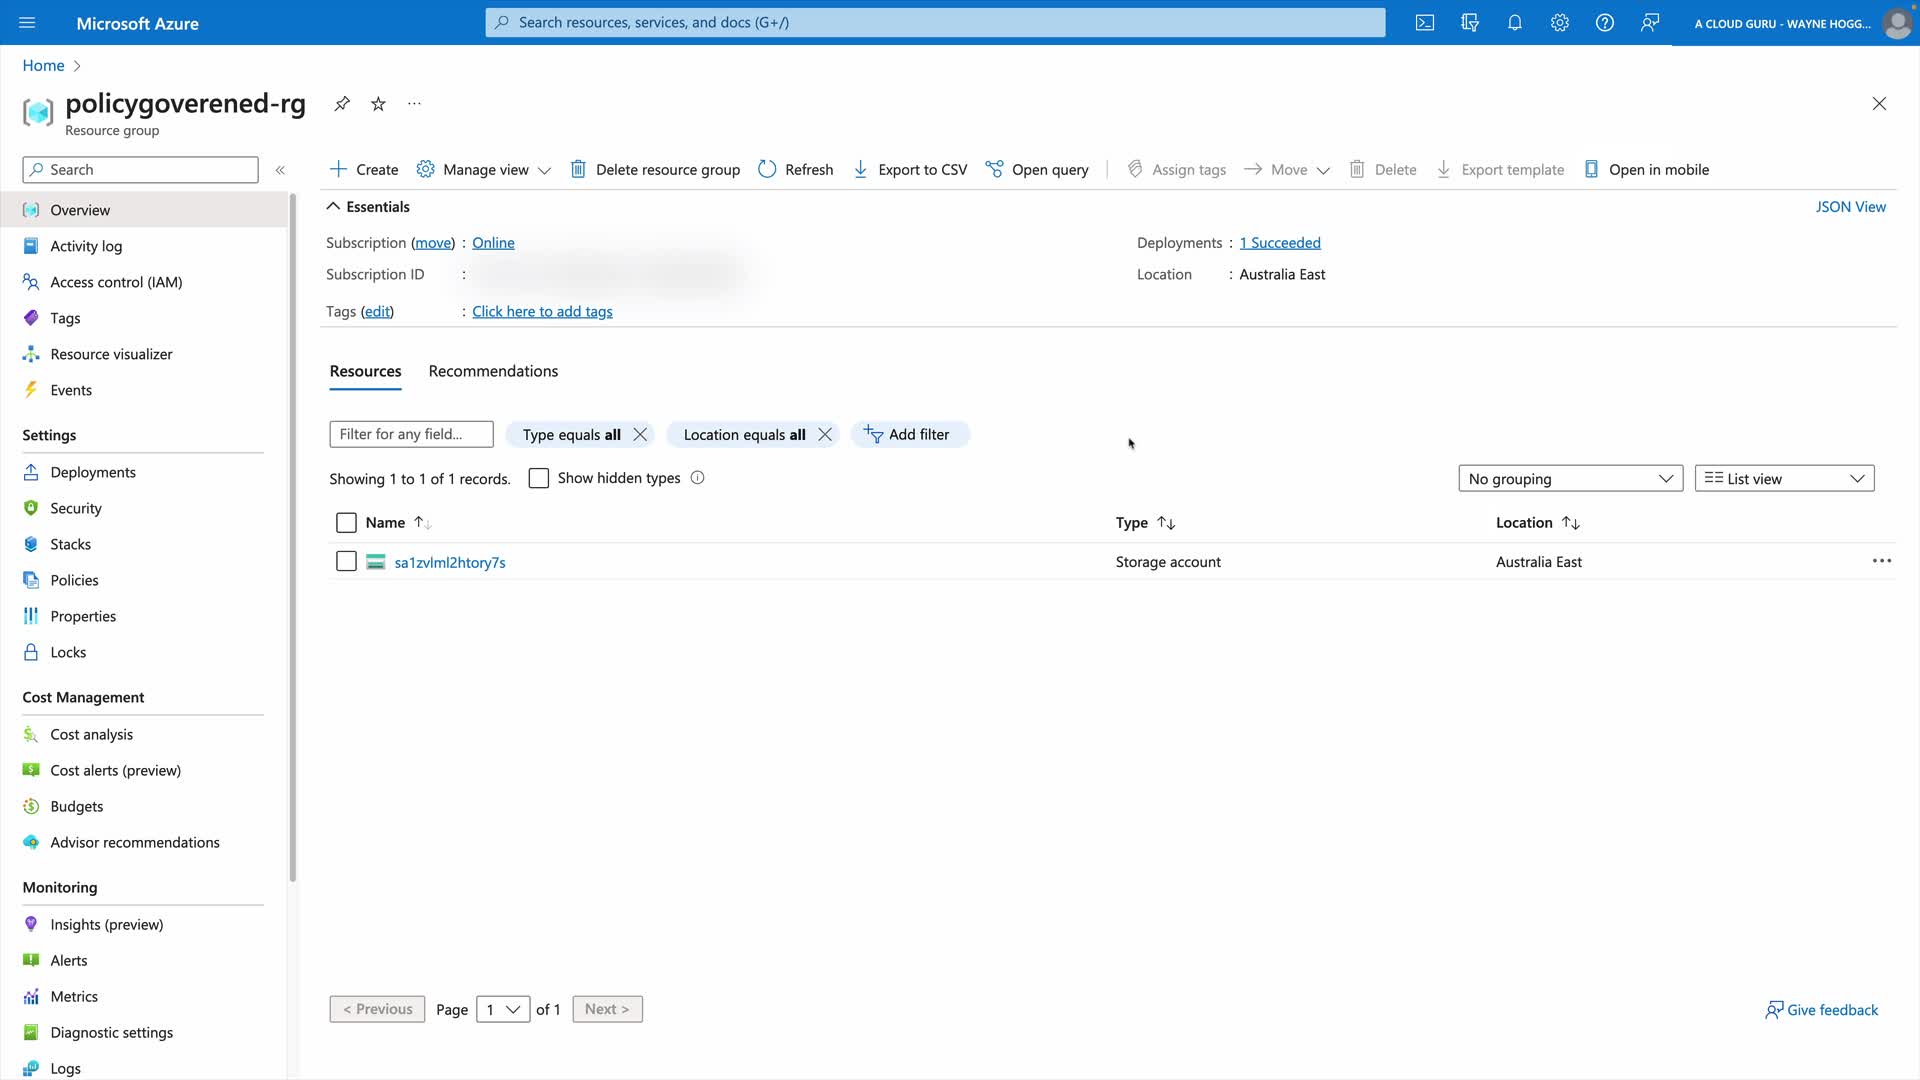 Microsoft Azure
Search resources, services, and docs (G+/)
A CLOUD GURU - WAYNE HOGG...
Home
policygoverened-rg
Resource group
Search
Create
Manage view
Delete resource group
Refresh
Export to CSV
Open query
Assign tags
Move
Delete
Export template
Open in mobile
Overview
Activity log
Access control (IAM)
Tags
Resource visualizer
Events
Settings
Deployments
Security
Stacks
Policies
Properties
Locks
Cost Management
Cost analysis
Cost alerts (preview)
Budgets
Advisor recommendations
Monitoring
Insights (preview)
Alerts
Metrics
Diagnostic settings
Logs
Essentials
JSON View
Subscription (move) : Online
Subscription ID :
Tags (edit) : Click here to add tags
Deployments : 1 Succeeded
Location : Australia East
Resources
Recommendations
Filter for any field...
Type equals all
Location equals all
Add filter
Showing 1 to 1 of 1 records.
Show hidden types
No grouping
List view
Name
Type
Location
sa1zvlml2htory7s
Storage account
Australia East
< Previous
Page 1 of 1
Next >
Give feedback